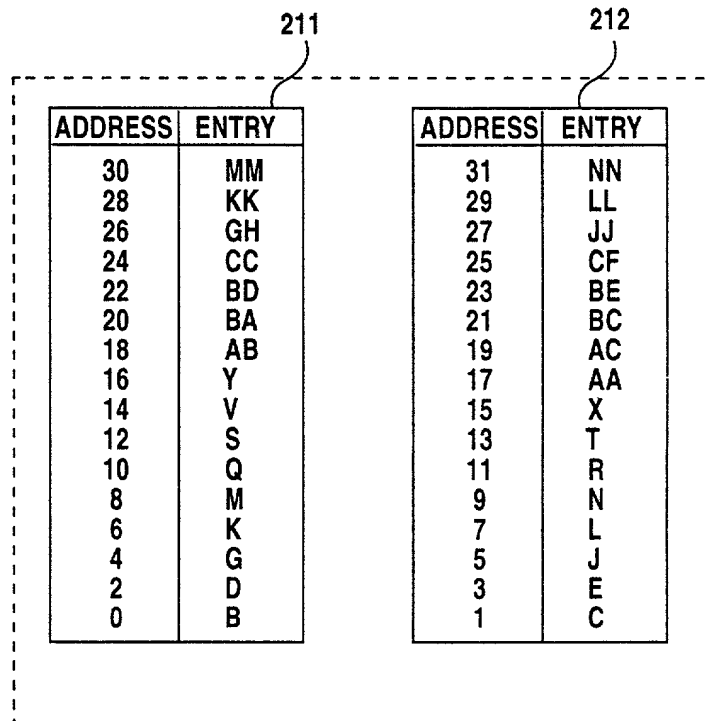 211
212
ADDRESS ENTRY
30 MM
28 KK
26 GH
24 CC
22 BD
20 BA
18 AB
16 Y
14 V
12 S
10 Q
8 M
6 K
4 G
2 D
0 B
ADDRESS ENTRY
31 NN
29 LL
27 JJ
25 CF
23 BE
21 BC
19 AC
17 AA
15 X
13 T
11 R
9 N
7 L
5 J
3 E
1 C